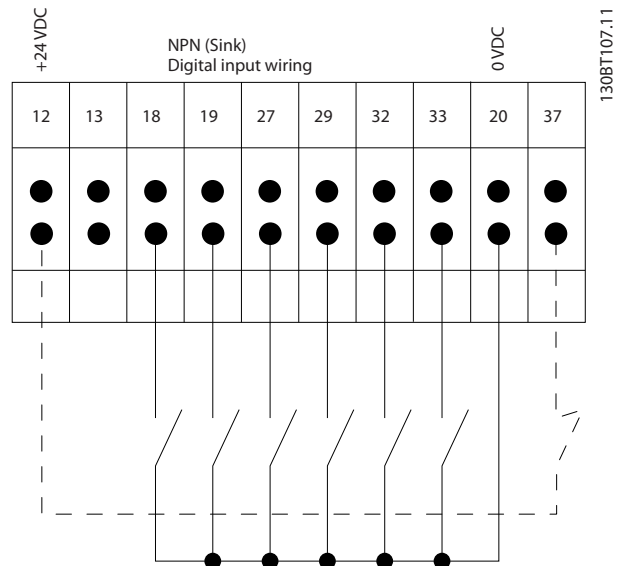 +24 VDC
NPN (Sink)
Digital input wiring
0 VDC
130BT107.11
12 13 18 19 27 29 32 33 20 37